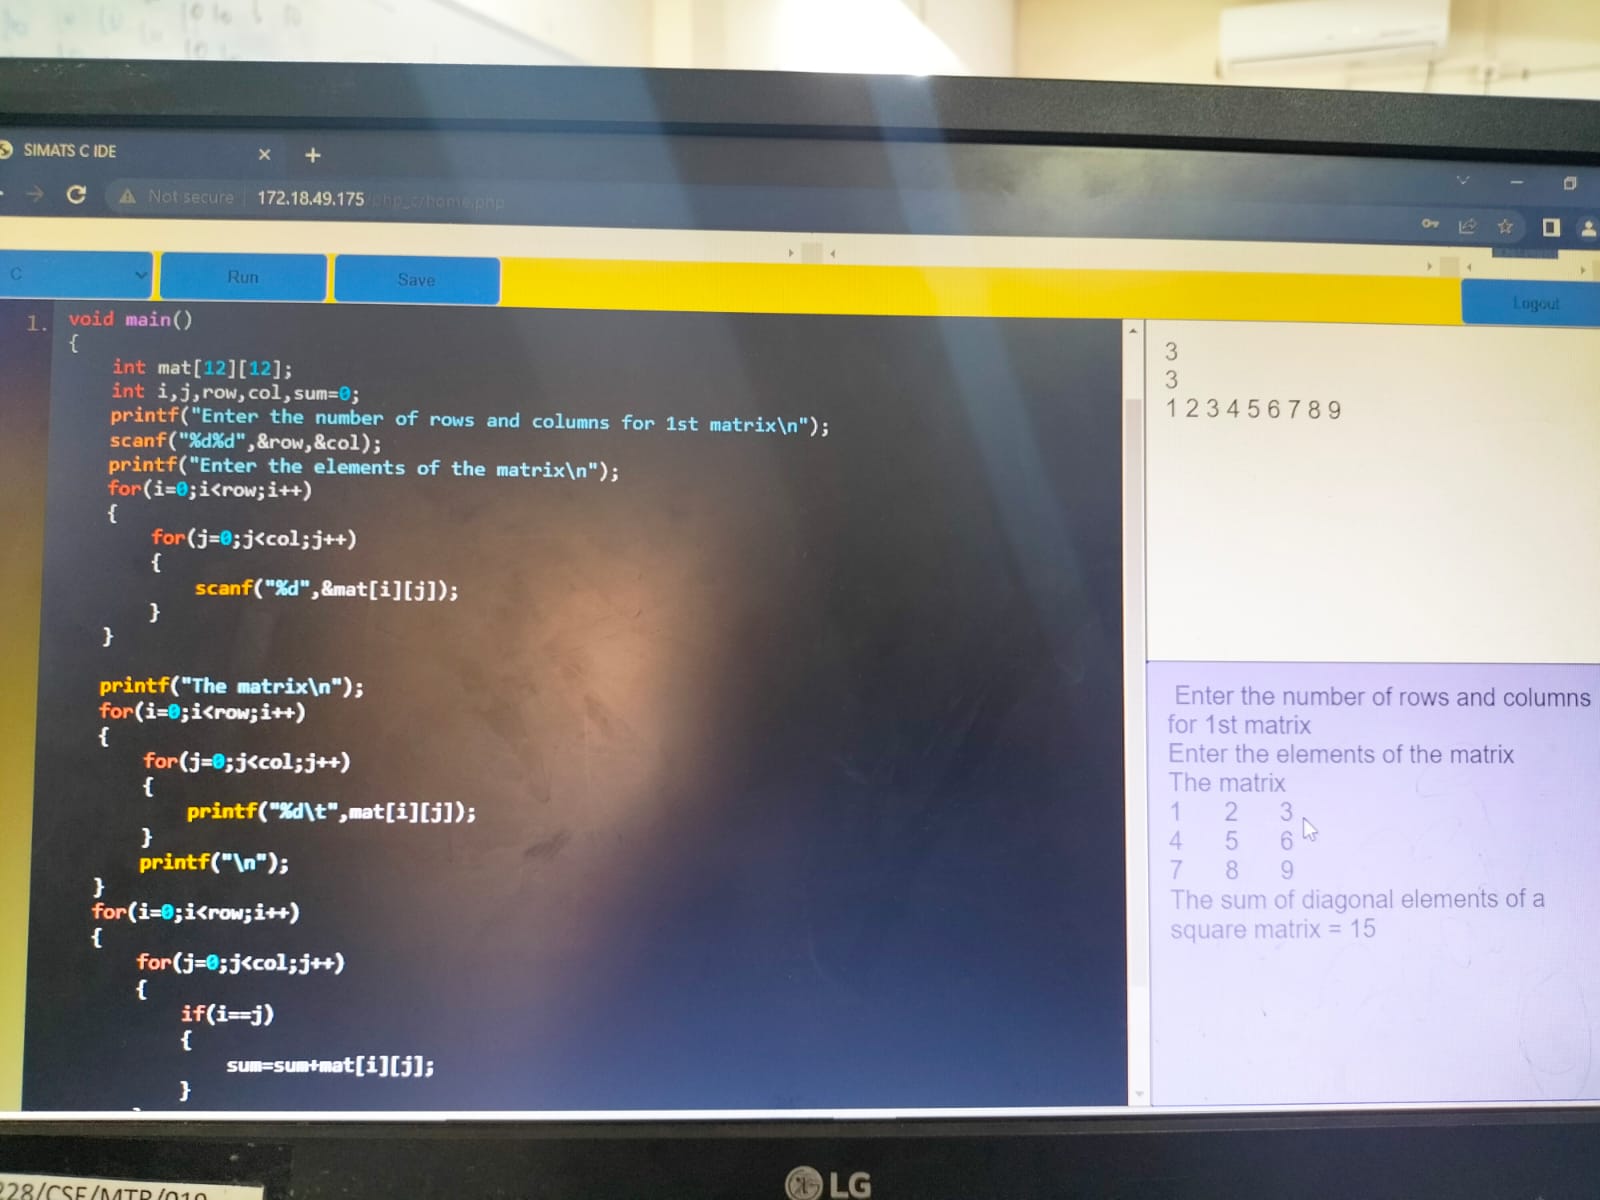 SIMATS C IDE
Not secure 172.18.49.175/php_c/home.php
C
Run
Save
Logout
1. void main()
{
int mat[12][12];
int i,j,row,col,sum=0;
printf("Enter the number of rows and columns for 1st matrix\n");
scanf("%d%d",&row,&col);
printf("Enter the elements of the matrix\n");
for(i=0;i<row;i++)
{
for(j=0;j<col;j++)
{
scanf("%d",&mat[i][j]);
}
}
printf("The matrix\n");
for(i=0;i<row;i++)
{
for(j=0;j<col;j++)
{
printf("%d\t",mat[i][j]);
}
printf("\n");
}
for(i=0;i<row;i++)
{
for(j=0;j<col;j++)
{
if(i==j)
{
sum=sum+mat[i][j];
}
3
3
1 2 3 4 5 6 7 8 9
Enter the number of rows and columns
for 1st matrix
Enter the elements of the matrix
The matrix
1 2 3
4 5 6
7 8 9
The sum of diagonal elements of a
square matrix = 15
LG
228/CSE/MTP/019